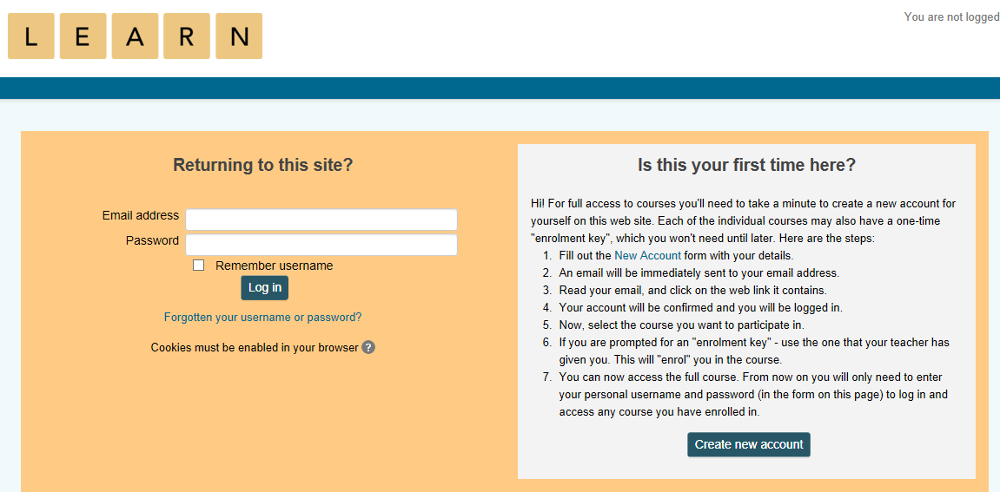 L E A R N
You are not logged
Returning to this site?
Email address
Password
Remember username
Log in
Forgotten your username or password?
Cookies must be enabled in your browser ?
Is this your first time here?
Hi! For full access to courses you'll need to take a minute to create a new account for
yourself on this web site. Each of the individual courses may also have a one-time
"enrolment key", which you won't need until later. Here are the steps:
1. Fill out the New Account form with your details.
2. An email will be immediately sent to your email address.
3. Read your email, and click on the web link it contains.
4. Your account will be confirmed and you will be logged in.
5. Now, select the course you want to participate in.
6. If you are prompted for an "enrolment key" - use the one that your teacher has
given you. This will "enrol" you in the course.
7. You can now access the full course. From now on you will only need to enter
your personal username and password (in the form on this page) to log in and
access any course you have enrolled in.
Create new account